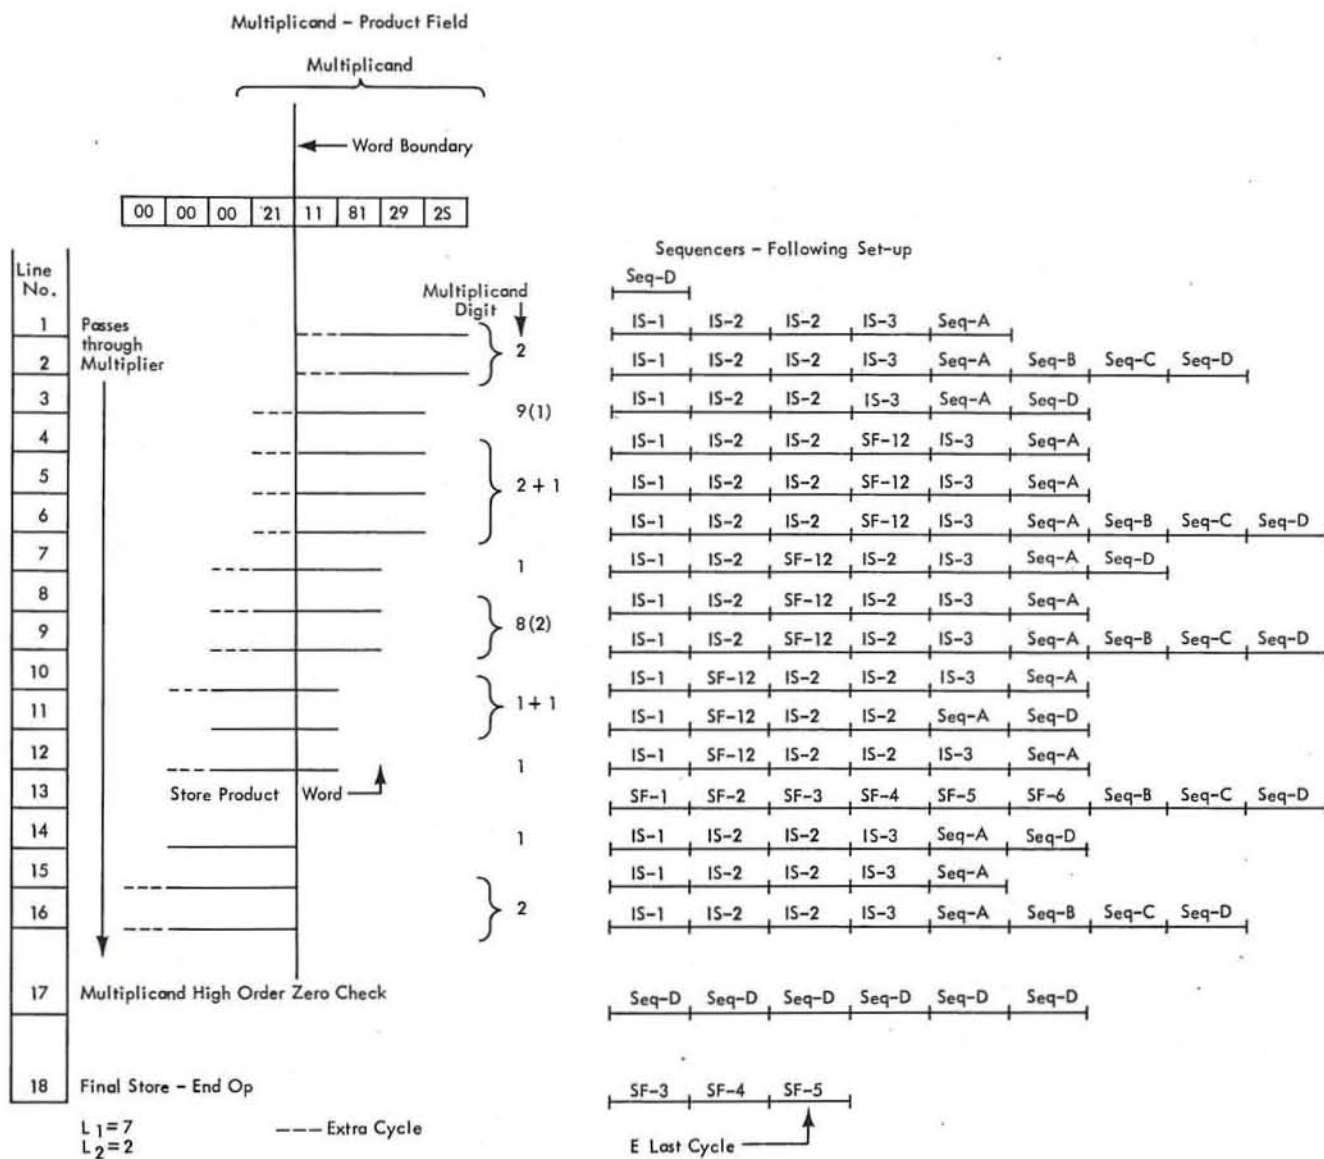 Multiplicand - Product Field
Multiplicand
Word Boundary
00 00 00 21 11 81 29 2S
Sequencers - Following Set-up
Line No.
Multiplicand Digit
Seq-D
1 Passes through Multiplier IS-1 IS-2 IS-2 IS-3 Seq-A
2 2 IS-1 IS-2 IS-2 IS-3 Seq-A Seq-B Seq-C Seq-D
3 9(1) IS-1 IS-2 IS-2 IS-3 Seq-A Seq-D
4 IS-1 IS-2 IS-2 SF-12 IS-3 Seq-A
5 2 + 1 IS-1 IS-2 IS-2 SF-12 IS-3 Seq-A
6 IS-1 IS-2 IS-2 SF-12 IS-3 Seq-A Seq-B Seq-C Seq-D
7 1 IS-1 IS-2 SF-12 IS-2 IS-3 Seq-A Seq-D
8 8(2) IS-1 IS-2 SF-12 IS-2 IS-3 Seq-A
9 IS-1 IS-2 SF-12 IS-2 IS-3 Seq-A Seq-B Seq-C Seq-D
10 1 + 1 IS-1 SF-12 IS-2 IS-2 IS-3 Seq-A
11 IS-1 SF-12 IS-2 IS-2 Seq-A Seq-D
12 1 IS-1 SF-12 IS-2 IS-2 IS-3 Seq-A
13 Store Product Word SF-1 SF-2 SF-3 SF-4 SF-5 SF-6 Seq-B Seq-C Seq-D
14 1 IS-1 IS-2 IS-2 IS-3 Seq-A Seq-D
15 IS-1 IS-2 IS-2 IS-3 Seq-A
16 2 IS-1 IS-2 IS-2 IS-3 Seq-A Seq-B Seq-C Seq-D
17 Multiplicand High Order Zero Check Seq-D Seq-D Seq-D Seq-D Seq-D Seq-D
18 Final Store - End Op SF-3 SF-4 SF-5
L1=7
L2=2
--- Extra Cycle
E Last Cycle